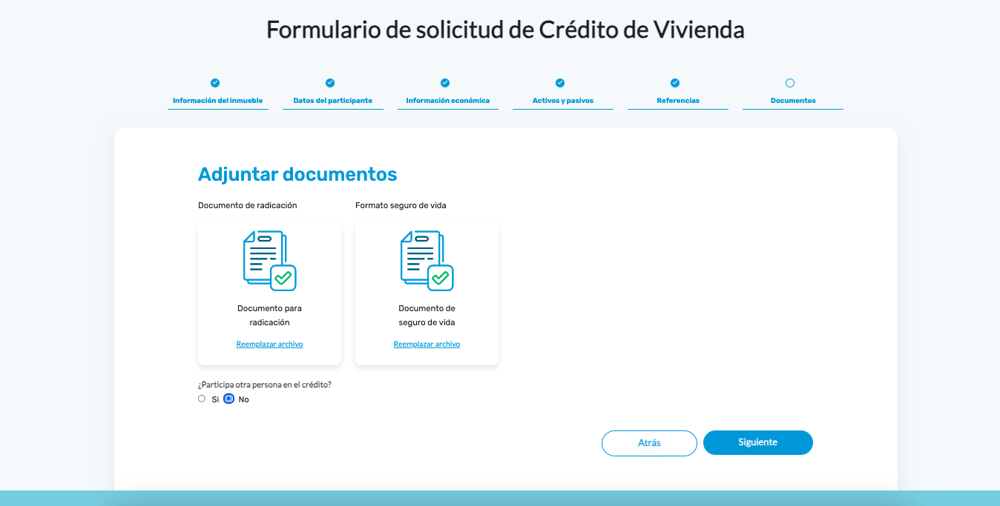 Formulario de solicitud de Crédito de Vivienda
Información del inmueble
Datos del participante
Información económica
Activos y pasivos
Referencias
Documentos
Adjuntar documentos
Documento de radicación
Formato seguro de vida
Documento para
radicación
Reemplazar archivo
Documento de
seguro de vida
Reemplazar archivo
¿Participa otra persona en el crédito?
Si No
Atrás
Siguiente